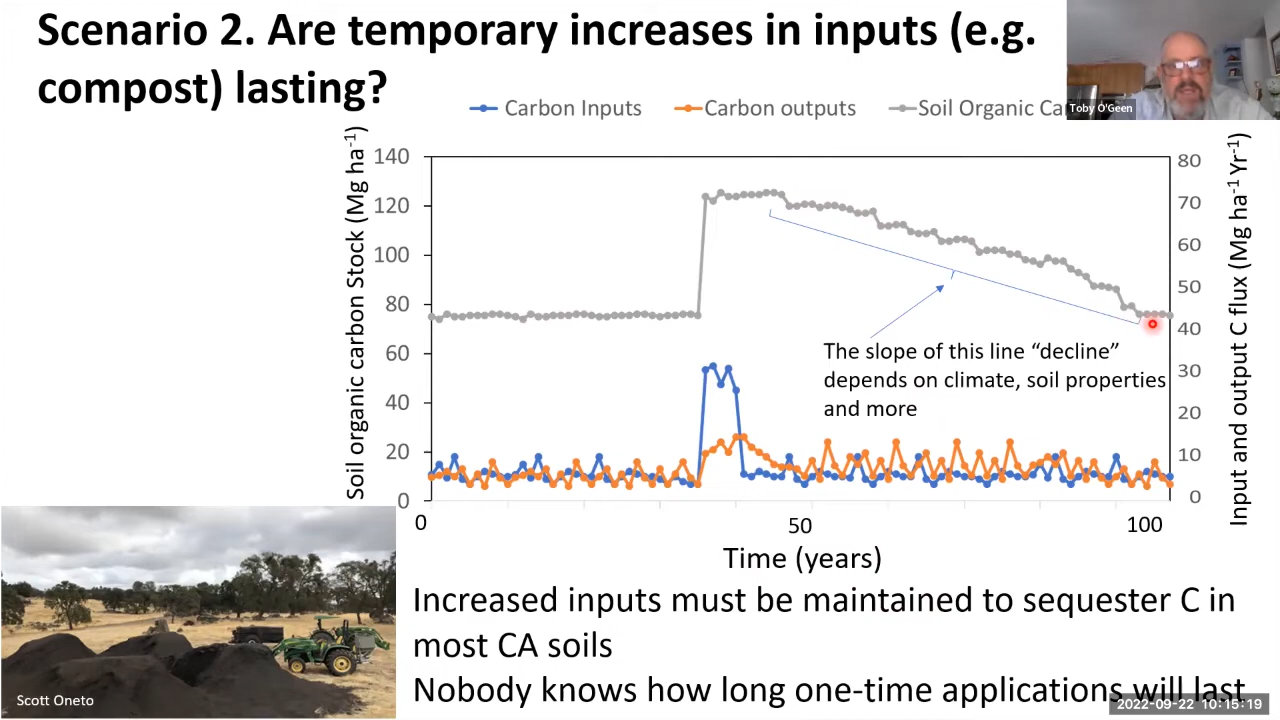 Scenario 2. Are temporary increases in inputs (e.g.
compost) lasting?
Toby O'Geen
Carbon Inputs
Carbon outputs
Soil Organic Ca
Soil organic carbon Stock (Mg ha⁻¹)
140
120
100
80
60
40
20
0
80
70
60
50
40
30
20
10
0
Input and output C flux (Mg ha⁻¹ Yr⁻¹)
The slope of this line “decline”
depends on climate, soil properties
and more
0
50
100
Time (years)
Increased inputs must be maintained to sequester C in
most CA soils
Nobody knows how long one-time applications will last
Scott Oneto
2022-09-22 10:15:19